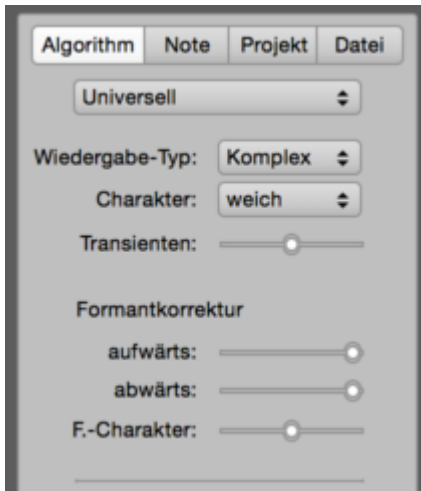 Algorithm Note Projekt Datei
Universell
Wiedergabe-Typ: Komplex
Charakter: weich
Transienten:
Formantkorrektur
aufwärts:
abwärts:
F.-Charakter: